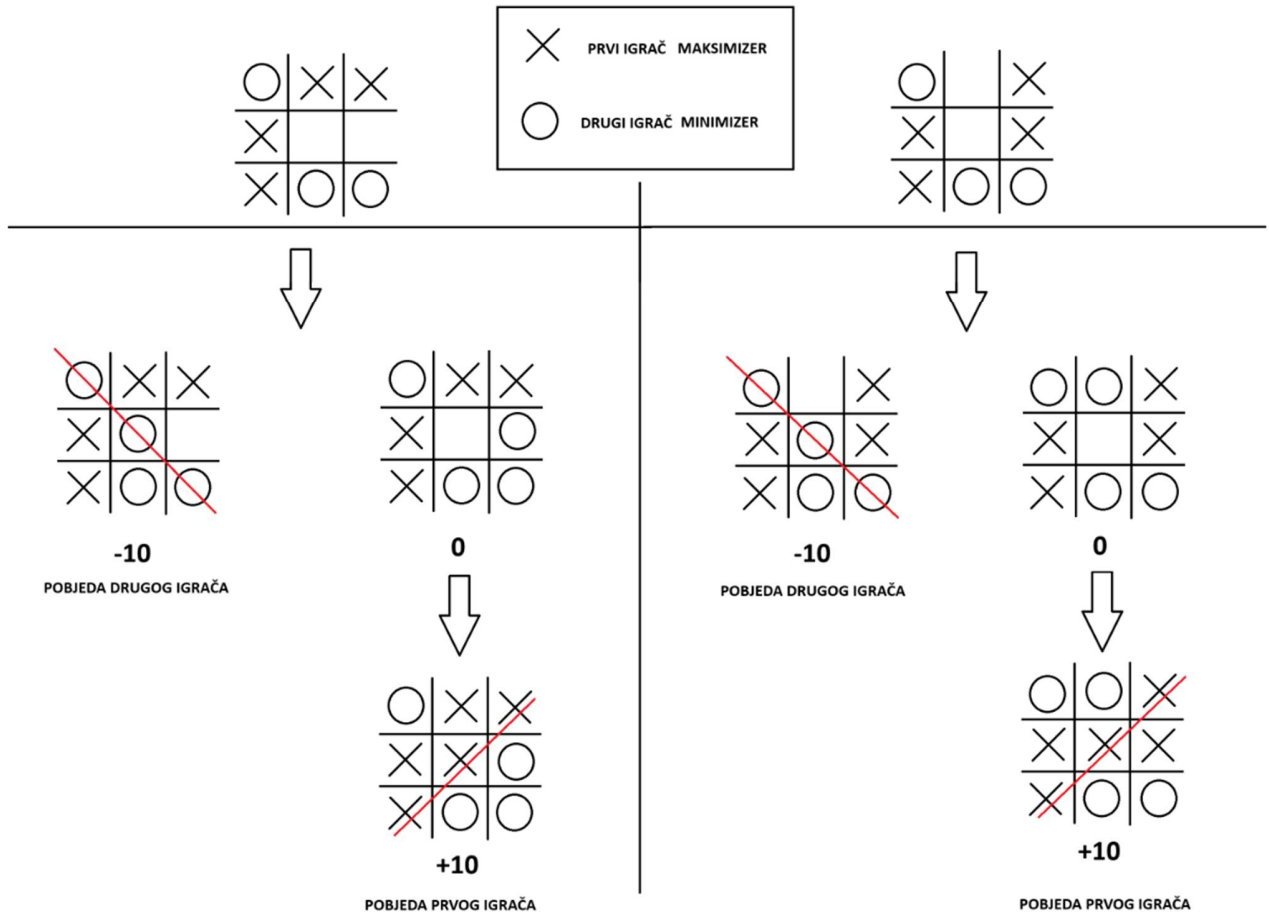 PRVI IGRAČ MAKSIMIZER
DRUGI IGRAČ MINIMIZER
-10
POBJEDA DRUGOG IGRAČA
0
+10
POBJEDA PRVOG IGRAČA
-10
POBJEDA DRUGOG IGRAČA
0
+10
POBJEDA PRVOG IGRAČA